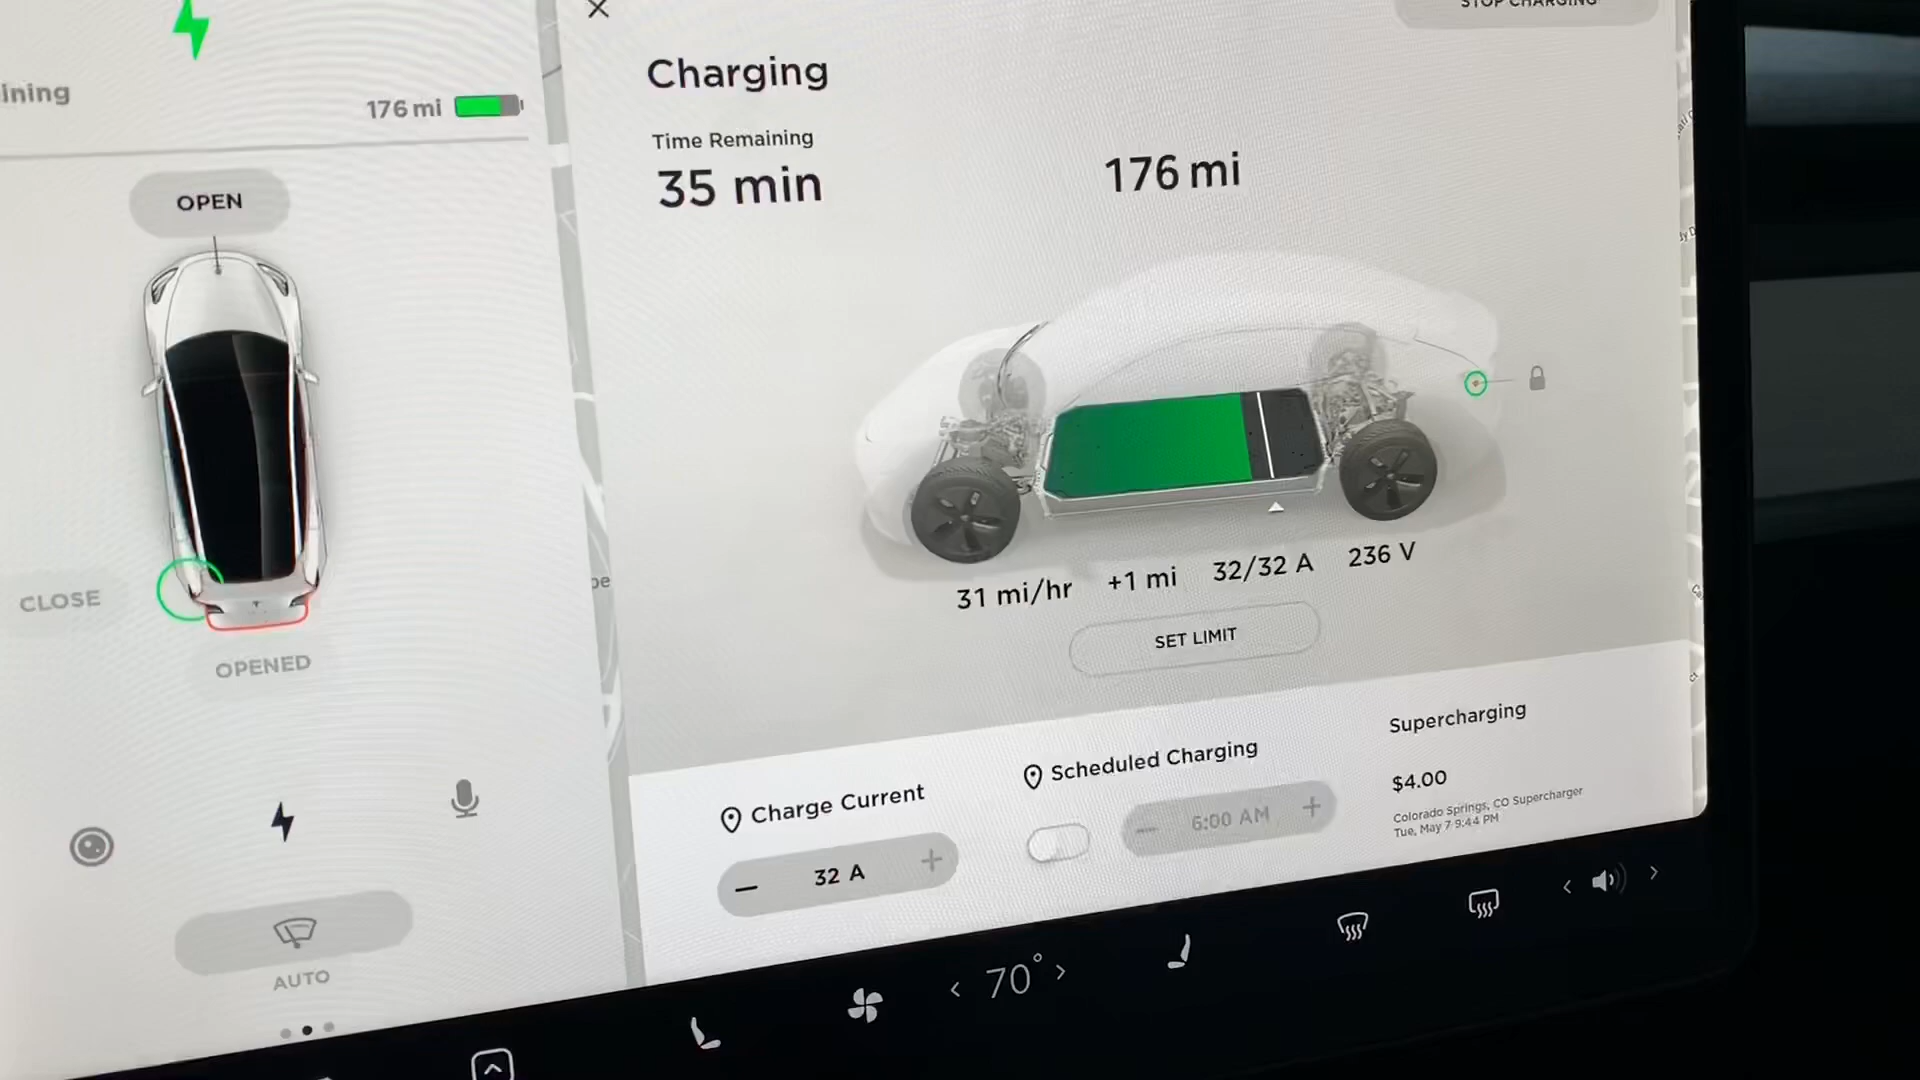 STOP CHARGING
Charging
ining
176 mi
Time Remaining
35 min
176 mi
OPEN
CLOSE
OPENED
31 mi/hr +1 mi 32/32 A 236 V
SET LIMIT
Charge Current
32 A
Scheduled Charging
6:00 AM
Supercharging
$4.00
Colorado Springs, CO Supercharger
Tue, May 7 9:44 PM
AUTO
70°